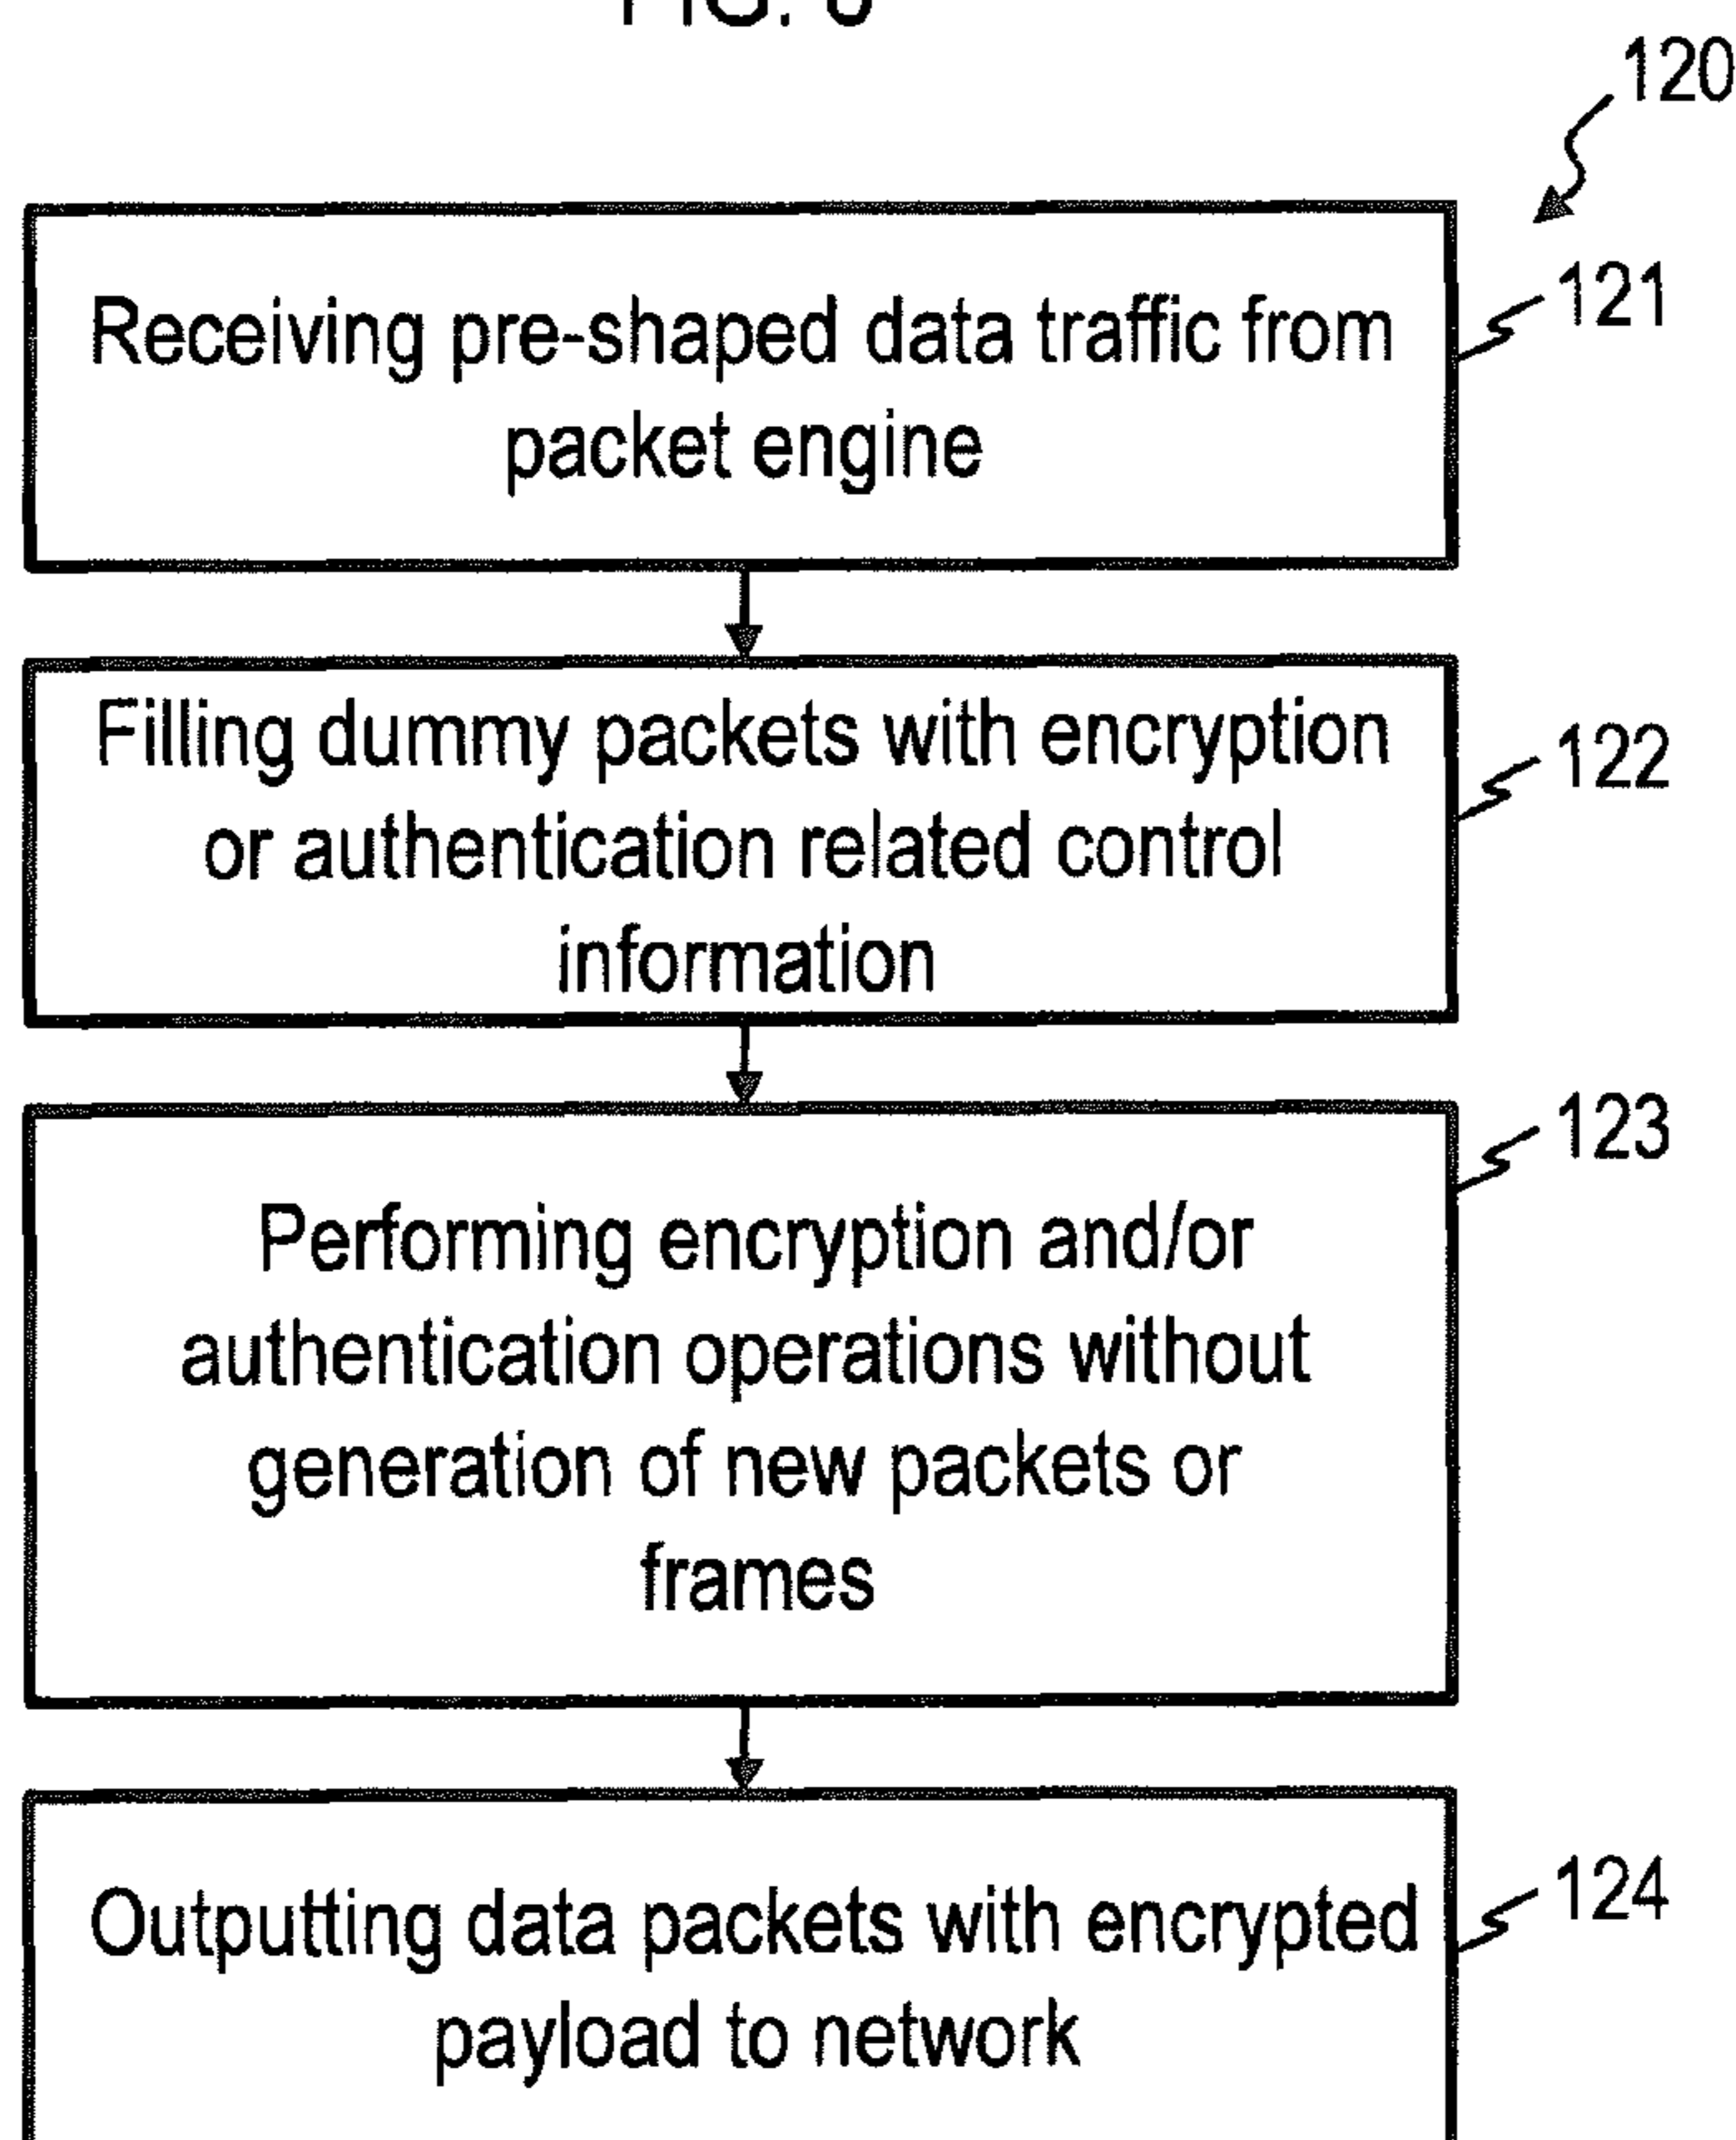 FIG.
120
Receiving pre-shaped data traffic from
packet engine
121
Filling dummy packets with encryption
or authentication related control
information
122
Performing encryption and/or
authentication operations without
generation of new packets or
frames
123
Outputting data packets with encrypted
payload to network
124